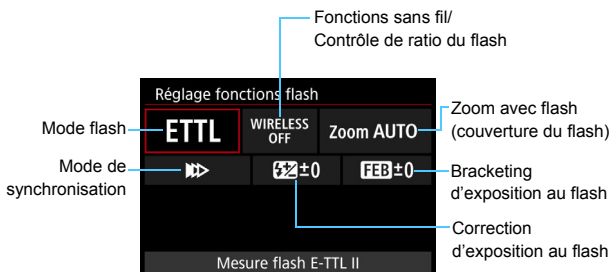 Fonctions sans fil/
Contrôle de ratio du flash
Réglage fonctions flash
Mode flash
ETTL
WIRELESS
OFF
Zoom AUTO
Zoom avec flash
(couverture du flash)
Mode de
synchronisation
±0
FEB±0
Bracketing
d'exposition au flash
Correction
d'exposition au flash
Mesure flash E-TTL II